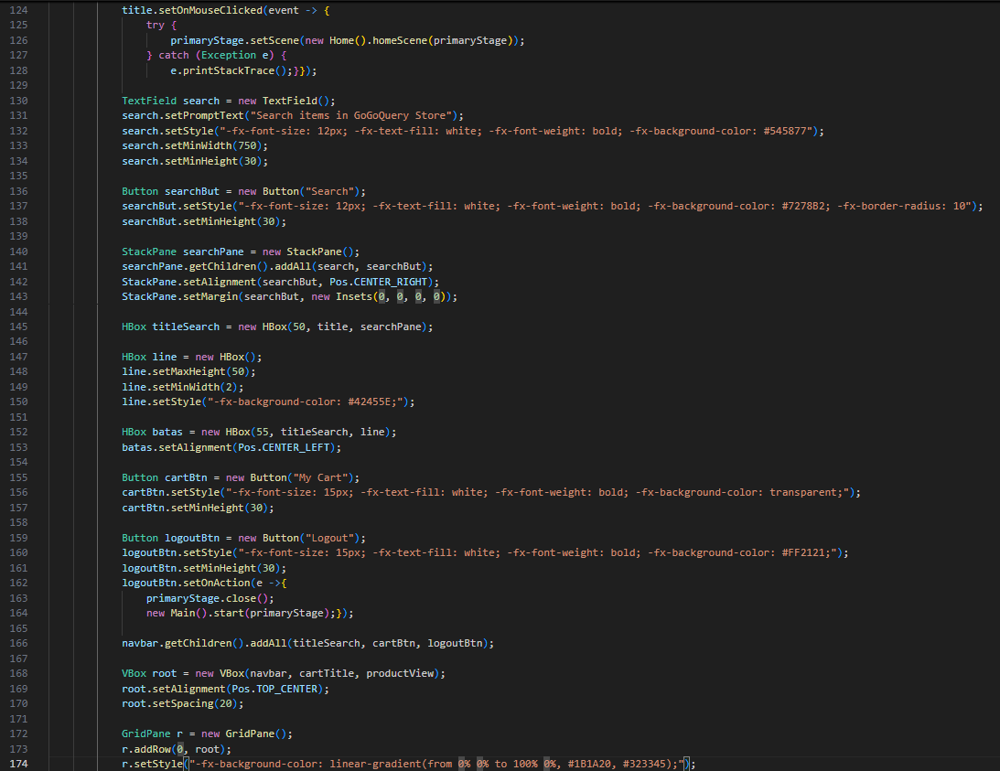 124 title.setOnMouseClicked(event -> {
125 try {
126 primaryStage.setScene(new Home().homeScene(primaryStage));
127 } catch (Exception e) {
128 e.printStackTrace();}});
129
130 TextField search = new TextField();
131 search.setPromptText("Search items in GoGoQuery Store");
132 search.setStyle("-fx-font-size: 12px; -fx-text-fill: white; -fx-font-weight: bold; -fx-background-color: #545877");
133 search.setMinWidth(750);
134 search.setMinHeight(30);
135
136 Button searchBut = new Button("Search");
137 searchBut.setStyle("-fx-font-size: 12px; -fx-text-fill: white; -fx-font-weight: bold; -fx-background-color: #7278B2; -fx-border-radius: 10");
138 searchBut.setMinHeight(30);
139
140 StackPane searchPane = new StackPane();
141 searchPane.getChildren().addAll(search, searchBut);
142 StackPane.setAlignment(searchBut, Pos.CENTER_RIGHT);
143 StackPane.setMargin(searchBut, new Insets(0, 0, 0, 0));
144
145 HBox titleSearch = new HBox(50, title, searchPane);
146
147 HBox line = new HBox();
148 line.setMaxHeight(50);
149 line.setMinWidth(2);
150 line.setStyle("-fx-background-color: #42455E;");
151
152 HBox batas = new HBox(55, titleSearch, line);
153 batas.setAlignment(Pos.CENTER_LEFT);
154
155 Button cartBtn = new Button("My Cart");
156 cartBtn.setStyle("-fx-font-size: 15px; -fx-text-fill: white; -fx-font-weight: bold; -fx-background-color: transparent;");
157 cartBtn.setMinHeight(30);
158
159 Button logoutBtn = new Button("Logout");
160 logoutBtn.setStyle("-fx-font-size: 15px; -fx-text-fill: white; -fx-font-weight: bold; -fx-background-color: #FF2121;");
161 logoutBtn.setMinHeight(30);
162 logoutBtn.setOnAction(e ->{
163 primaryStage.close();
164 new Main().start(primaryStage);});
165
166 navbar.getChildren().addAll(titleSearch, cartBtn, logoutBtn);
167
168 VBox root = new VBox(navbar, cartTitle, productView);
169 root.setAlignment(Pos.TOP_CENTER);
170 root.setSpacing(20);
171
172 GridPane r = new GridPane();
173 r.addRow(0, root);
174 r.setStyle("-fx-background-color: linear-gradient(from 0% 0% to 100% 0%, #1B1A20, #323345);");